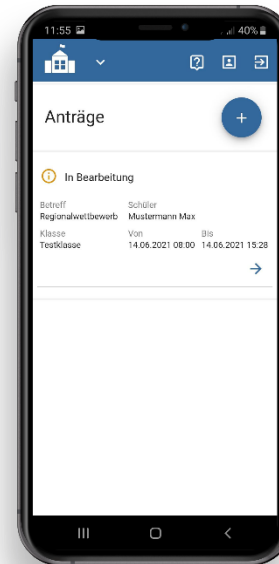 11:55 40%
Anträge
+
In Bearbeitung
Betreff Schüler
Regionalwettbewerb Mustermann Max
Klasse Von Bis
Testklasse 14.06.2021 08:00 14.06.2021 15:28